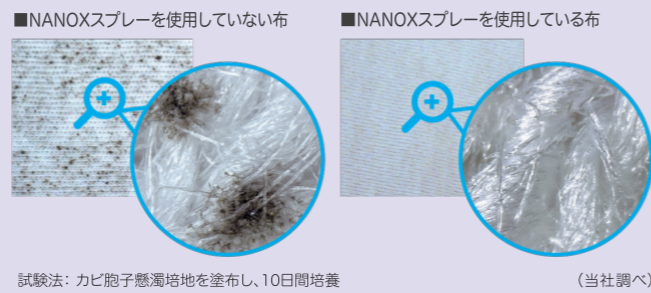 ■NANOXスプレーを使用していない布
■NANOXスプレーを使用している布
試験法：カビ胞子懸濁培地を塗布し、10日間培養
（当社調べ）